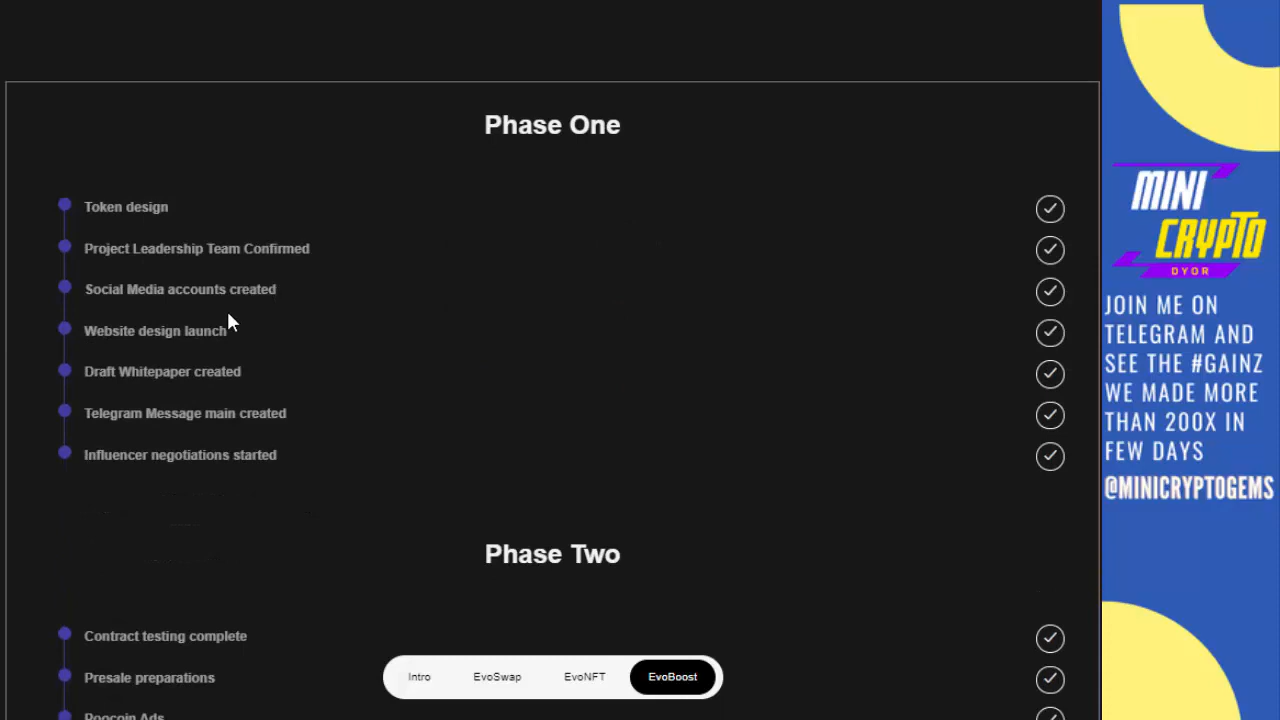 Phase One
Token design
Project Leadership Team Confirmed
Social Media accounts created
Website design launch
Draft Whitepaper created
Telegram Message main created
Influencer negotiations started
Phase Two
Contract testing complete
Presale preparations
Poocoin Ads
Intro
EvoSwap
EvoNFT
EvoBoost
MINI
CRYPTO
DYOR
JOIN ME ON
TELEGRAM AND
SEE THE #GAINZ
WE MADE MORE
THAN 200X IN
FEW DAYS
@MINICRYPTOGEMS